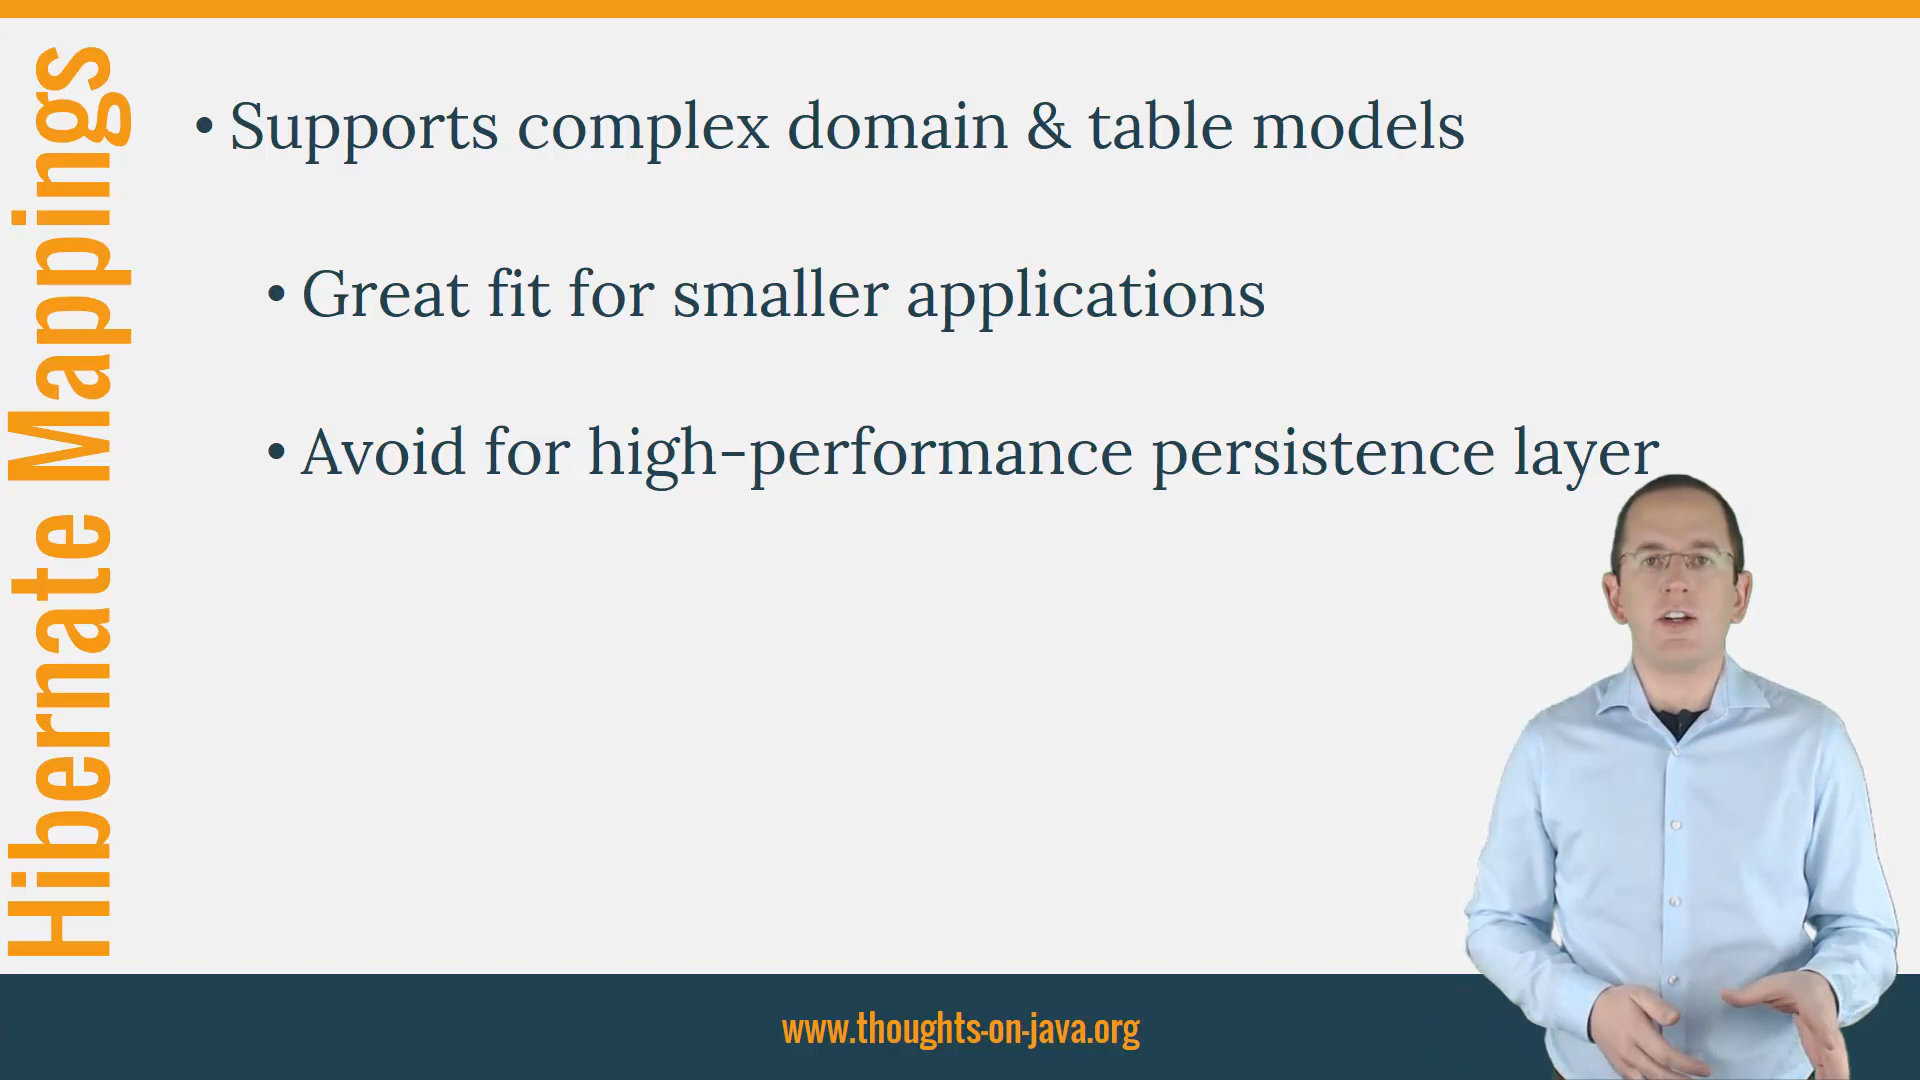 Hibernate Mappings
• Supports complex domain & table models
• Great fit for smaller applications
• Avoid for high-performance persistence layer
www.thoughts-on-java.org